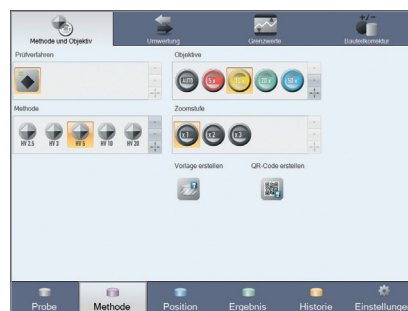 Methode und Objektiv Umwertung Grenzwerte Bauteilkorrektur
Prüfverfahren Objektive
AUTO 5x 10x 20x 50x
Methode Zoomstufe
HV 2.5 HV 3 HV 5 HV 10 HV 20
x1 x2 x3
Vorlage erstellen QR-Code erstellen
Probe Methode Position Ergebnis Historie Einstellunge